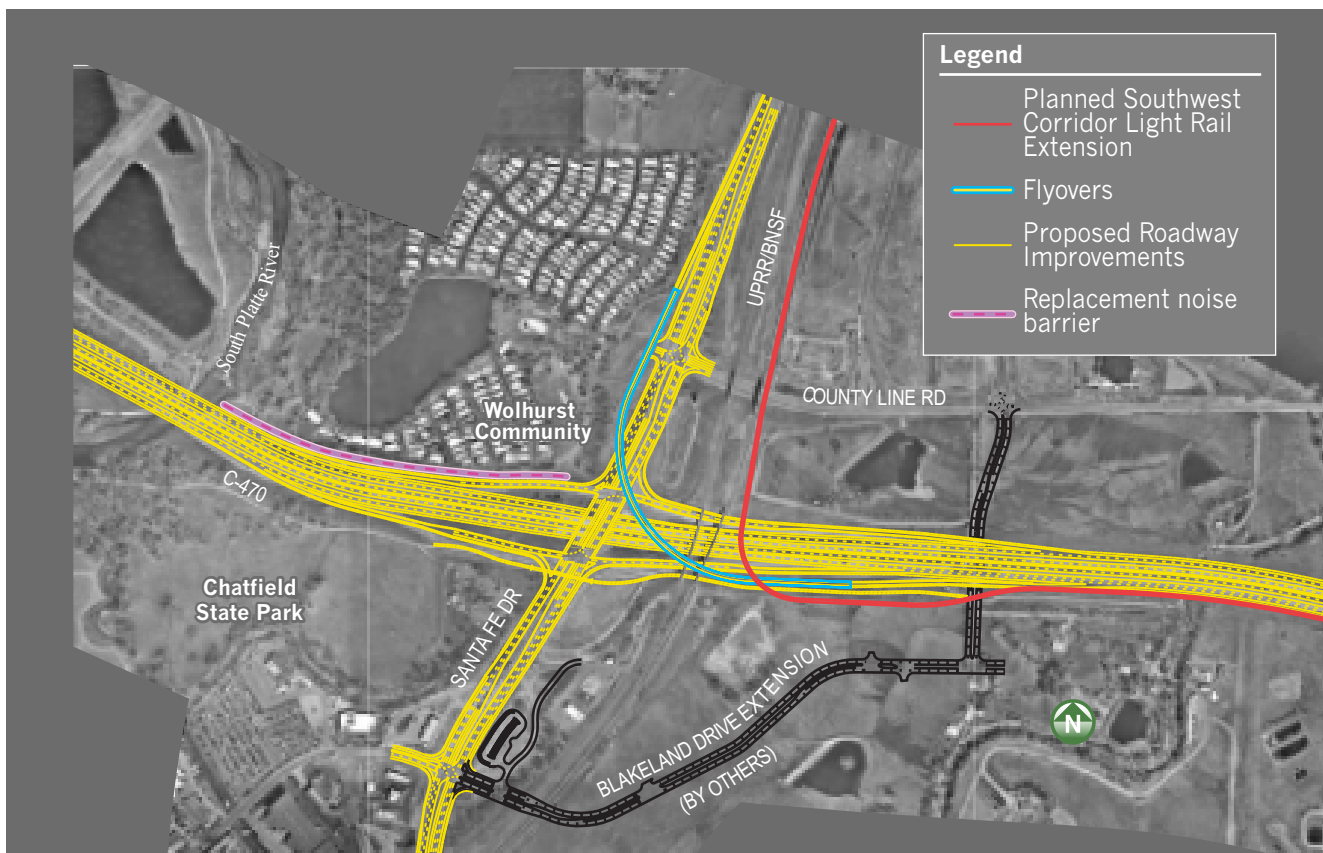 Legend
Planned Southwest
Corridor Light Rail
Extension
Flyovers
Proposed Roadway
Improvements
Replacement noise
barrier
UPRR/BNSF
South Platte River
COUNTY LINE RD
Wolhurst
Community
C-470
Chatfield
State Park
SANTA FE DR
BLAKELAND DRIVE EXTENSION
(BY OTHERS)
N